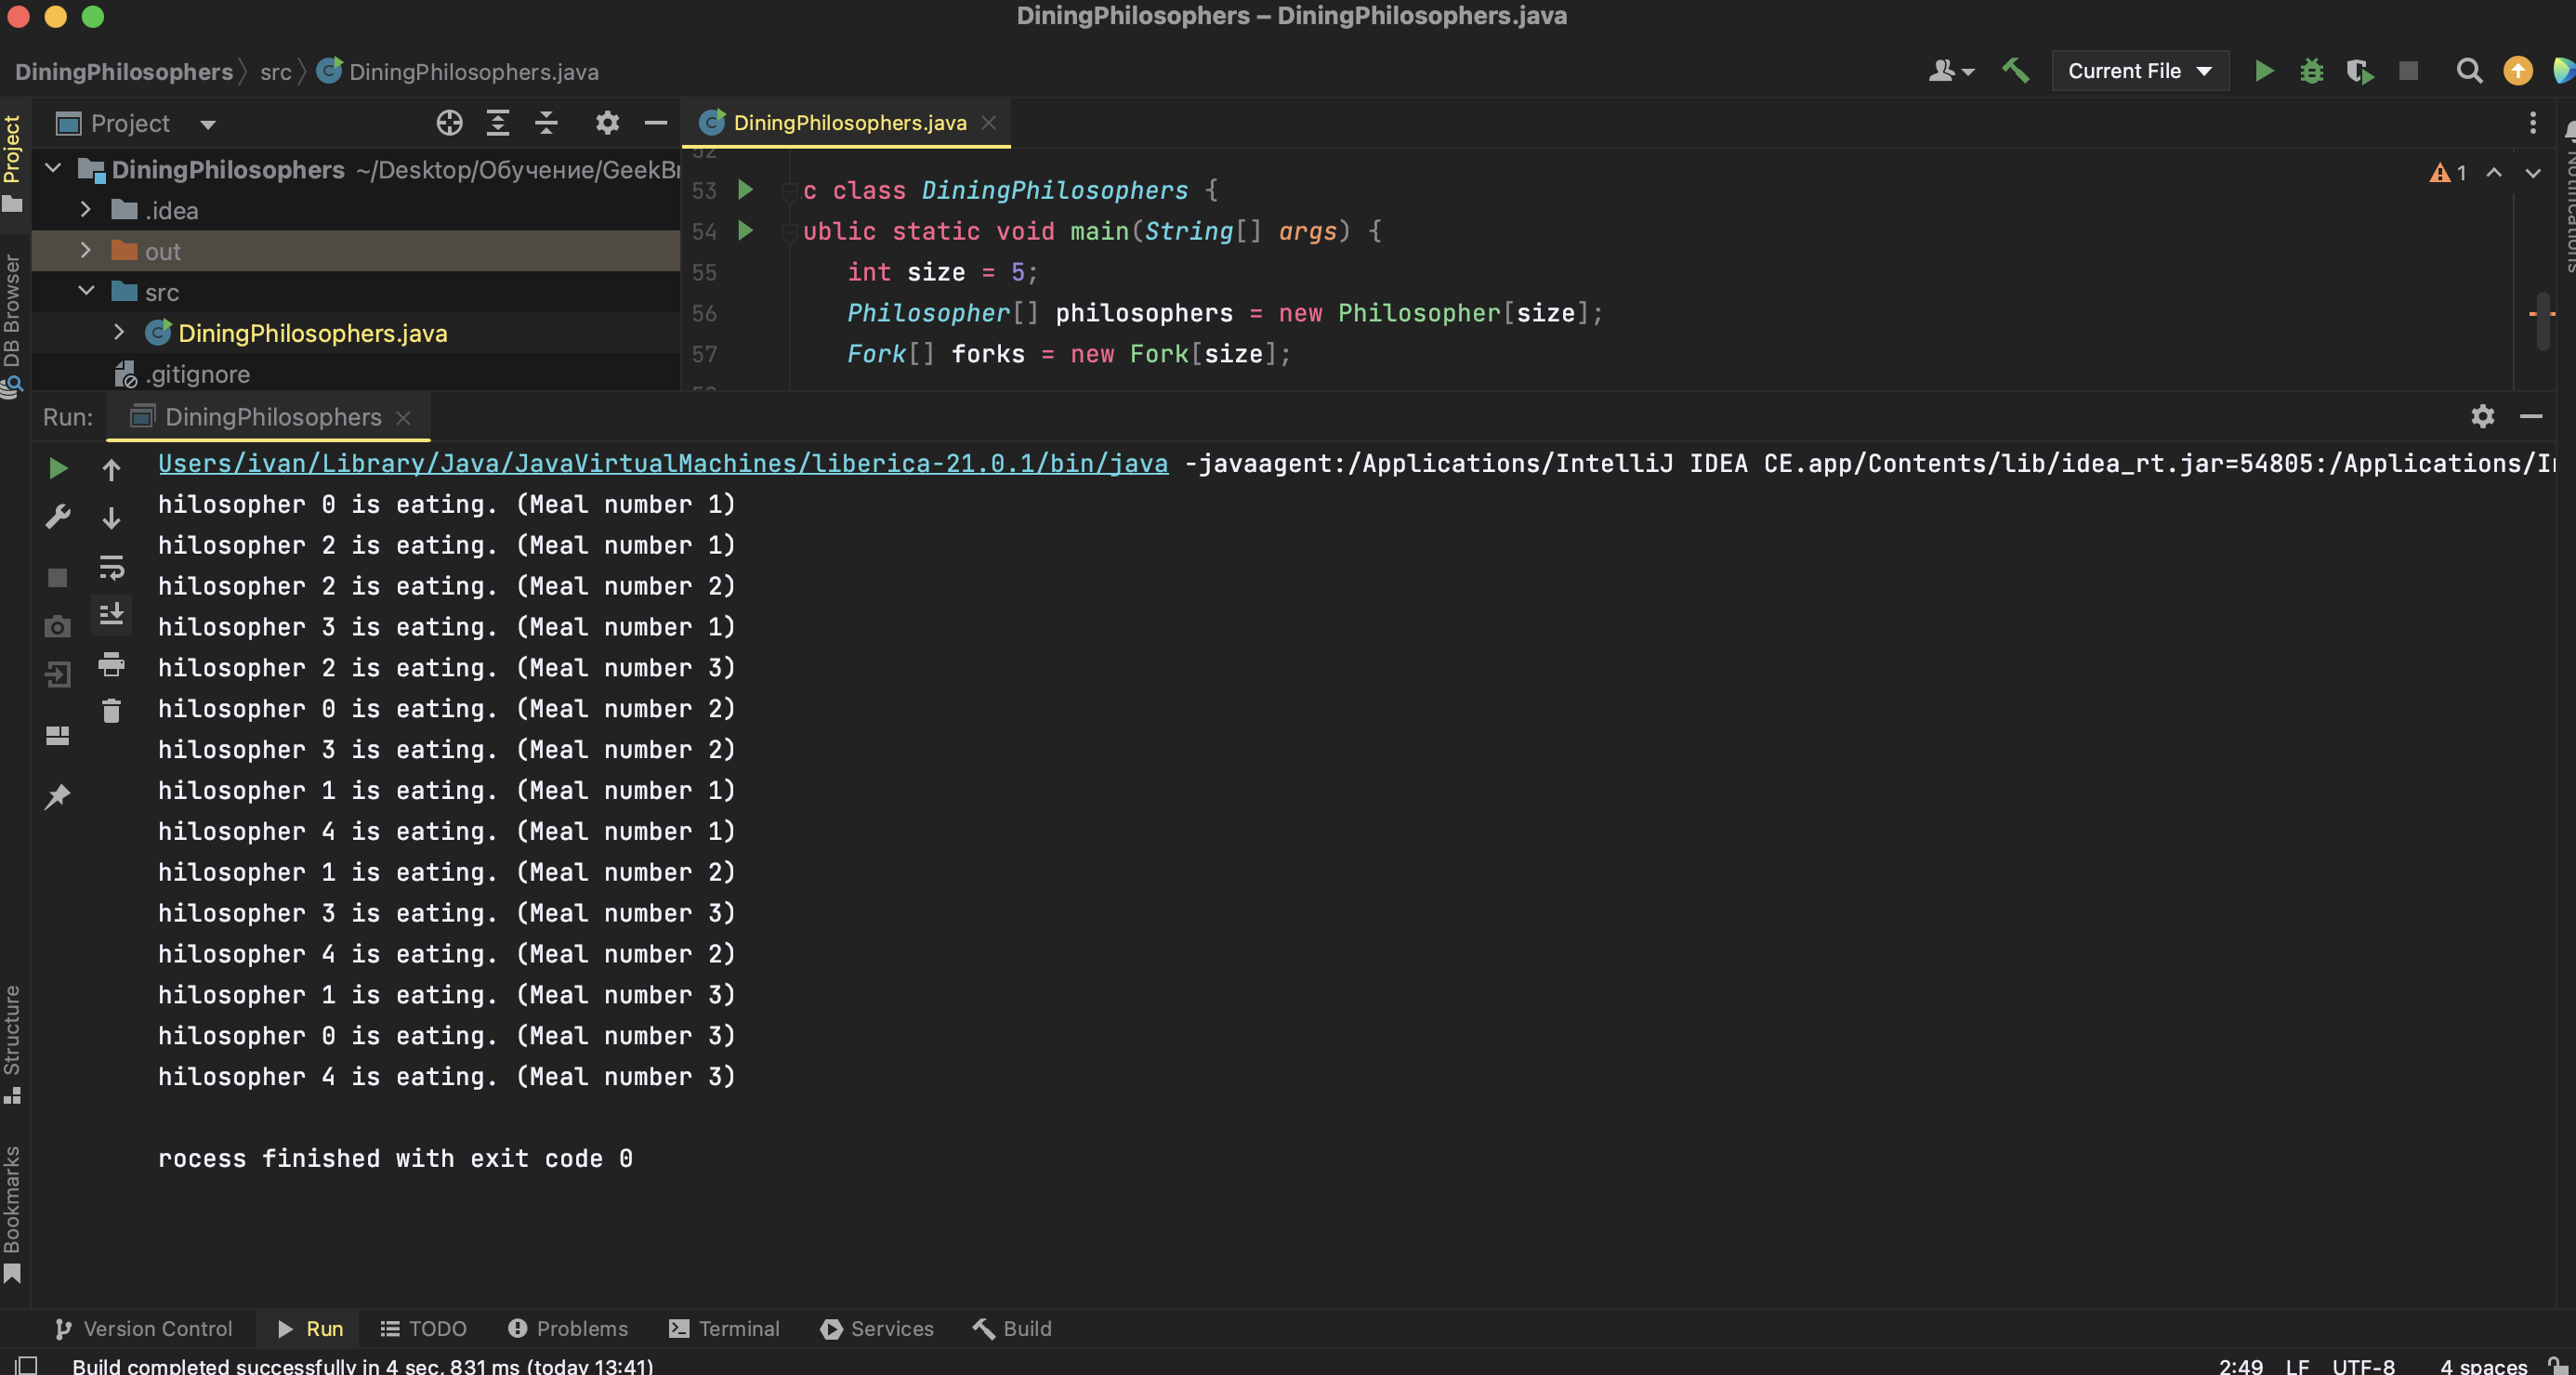 DiningPhilosophers – DiningPhilosophers.java
DiningPhilosophers src DiningPhilosophers.java
Current File
Project
DiningPhilosophers.java
Project
DiningPhilosophers ~/Desktop/Обучение/GeekBr
.idea
out
src
DiningPhilosophers.java
.gitignore
DB Browser
52
53 c class DiningPhilosophers {
54 ublic static void main(String[] args) {
55 int size = 5;
56 Philosopher[] philosophers = new Philosopher[size];
57 Fork[] forks = new Fork[size];
1
Notifications
Run: DiningPhilosophers
Users/ivan/Library/Java/JavaVirtualMachines/liberica-21.0.1/bin/java -javaagent:/Applications/IntelliJ IDEA CE.app/Contents/lib/idea_rt.jar=54805:/Applications/I
hilosopher 0 is eating. (Meal number 1)
hilosopher 2 is eating. (Meal number 1)
hilosopher 2 is eating. (Meal number 2)
hilosopher 3 is eating. (Meal number 1)
hilosopher 2 is eating. (Meal number 3)
hilosopher 0 is eating. (Meal number 2)
hilosopher 3 is eating. (Meal number 2)
hilosopher 1 is eating. (Meal number 1)
hilosopher 4 is eating. (Meal number 1)
hilosopher 1 is eating. (Meal number 2)
hilosopher 3 is eating. (Meal number 3)
hilosopher 4 is eating. (Meal number 2)
hilosopher 1 is eating. (Meal number 3)
hilosopher 0 is eating. (Meal number 3)
hilosopher 4 is eating. (Meal number 3)
rocess finished with exit code 0
Structure
Bookmarks
Version Control Run TODO Problems Terminal Services Build
Build completed successfully in 4 sec, 831 ms (today 13:41)
2:49 LF UTF-8 4 spaces